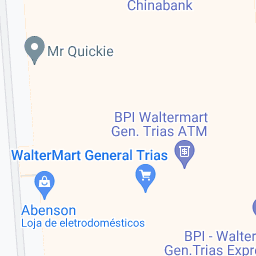 Chinabank
Mr Quickie
BPI Waltermart
Gen. Trias ATM
WalterMart General Trias
Abenson
Loja de eletrodomésticos
BPI - Walter
Gen.Trias Expre